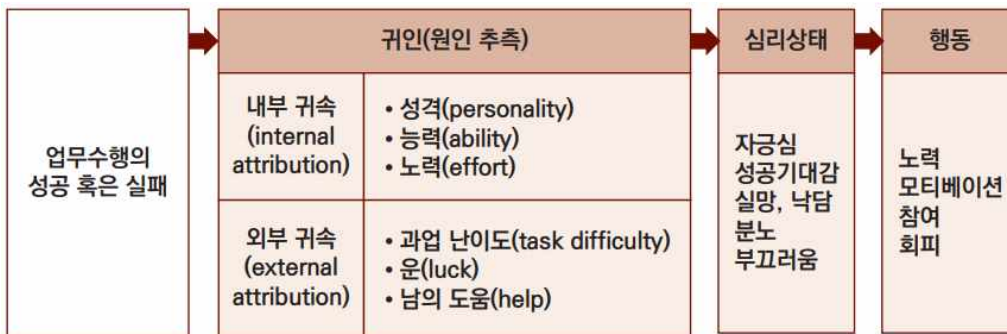 업무수행의
성공 혹은 실패
귀인(원인 추측)
내부 귀속
(internal
attribution)
• 성격(personality)
• 능력(ability)
• 노력(effort)
외부 귀속
(external
attribution)
• 과업 난이도(task difficulty)
• 운(luck)
• 남의 도움(help)
심리상태
자긍심
성공기대감
실망, 낙담
분노
부끄러움
행동
노력
모티베이션
참여
회피